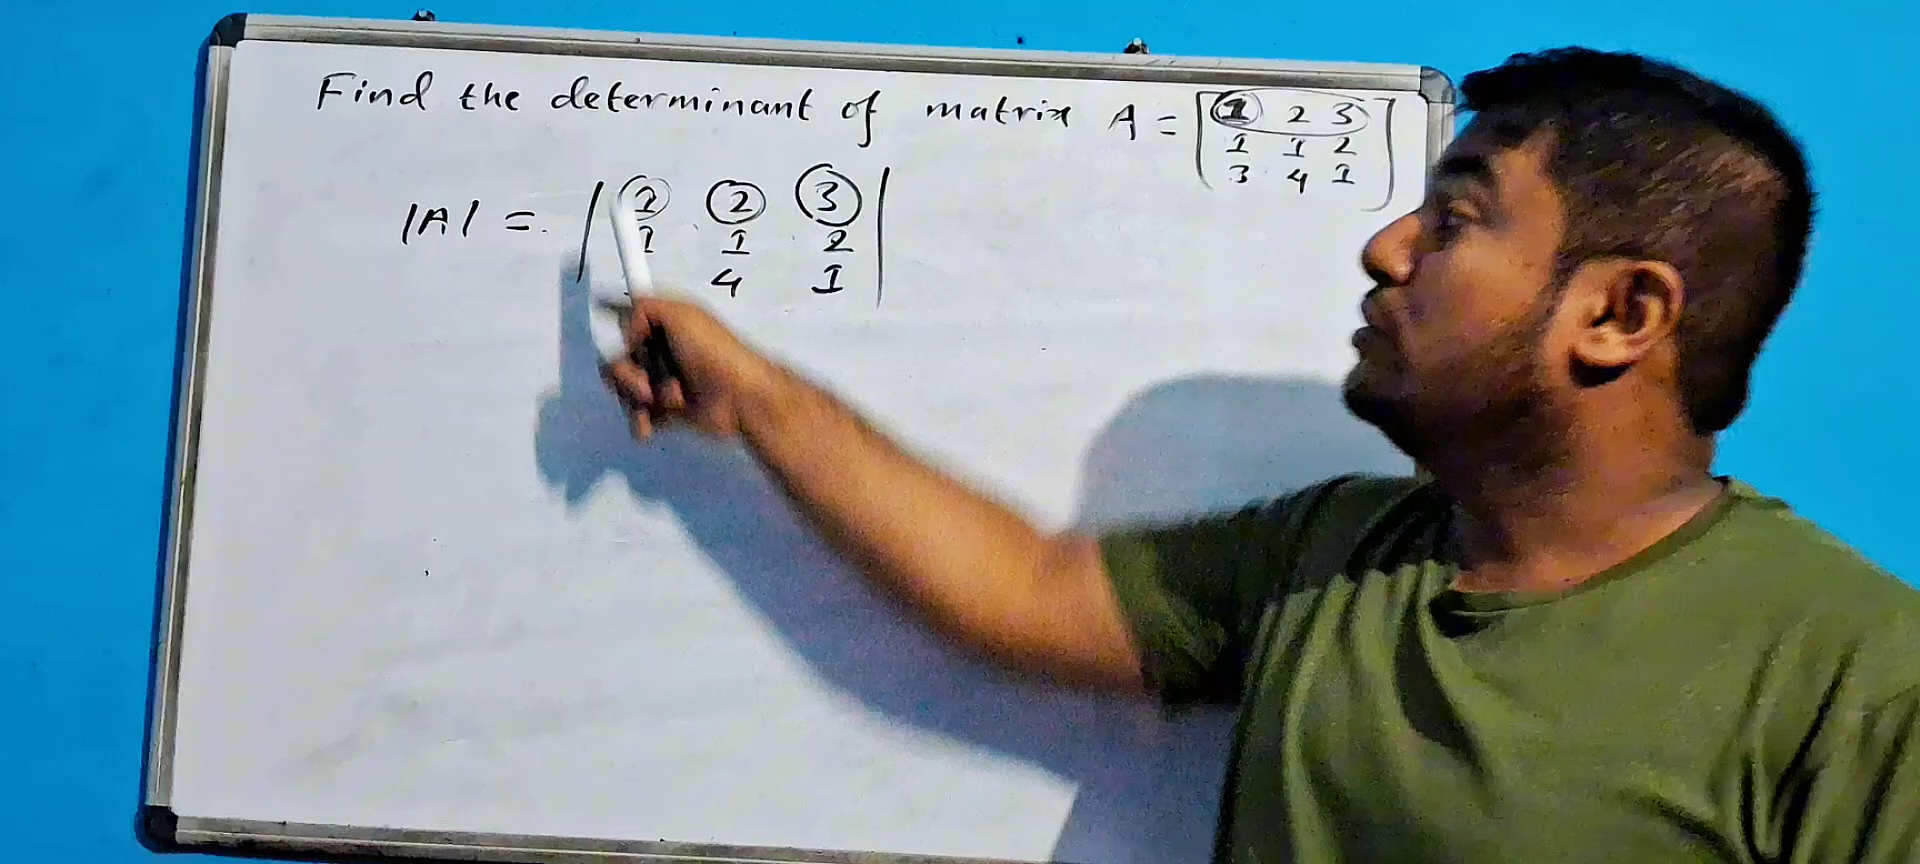 Find the determinant of matrix A = [1 2 3
1 1 2
3 4 1]
|A| = | 1 2 3 |
1 1 2
4 1